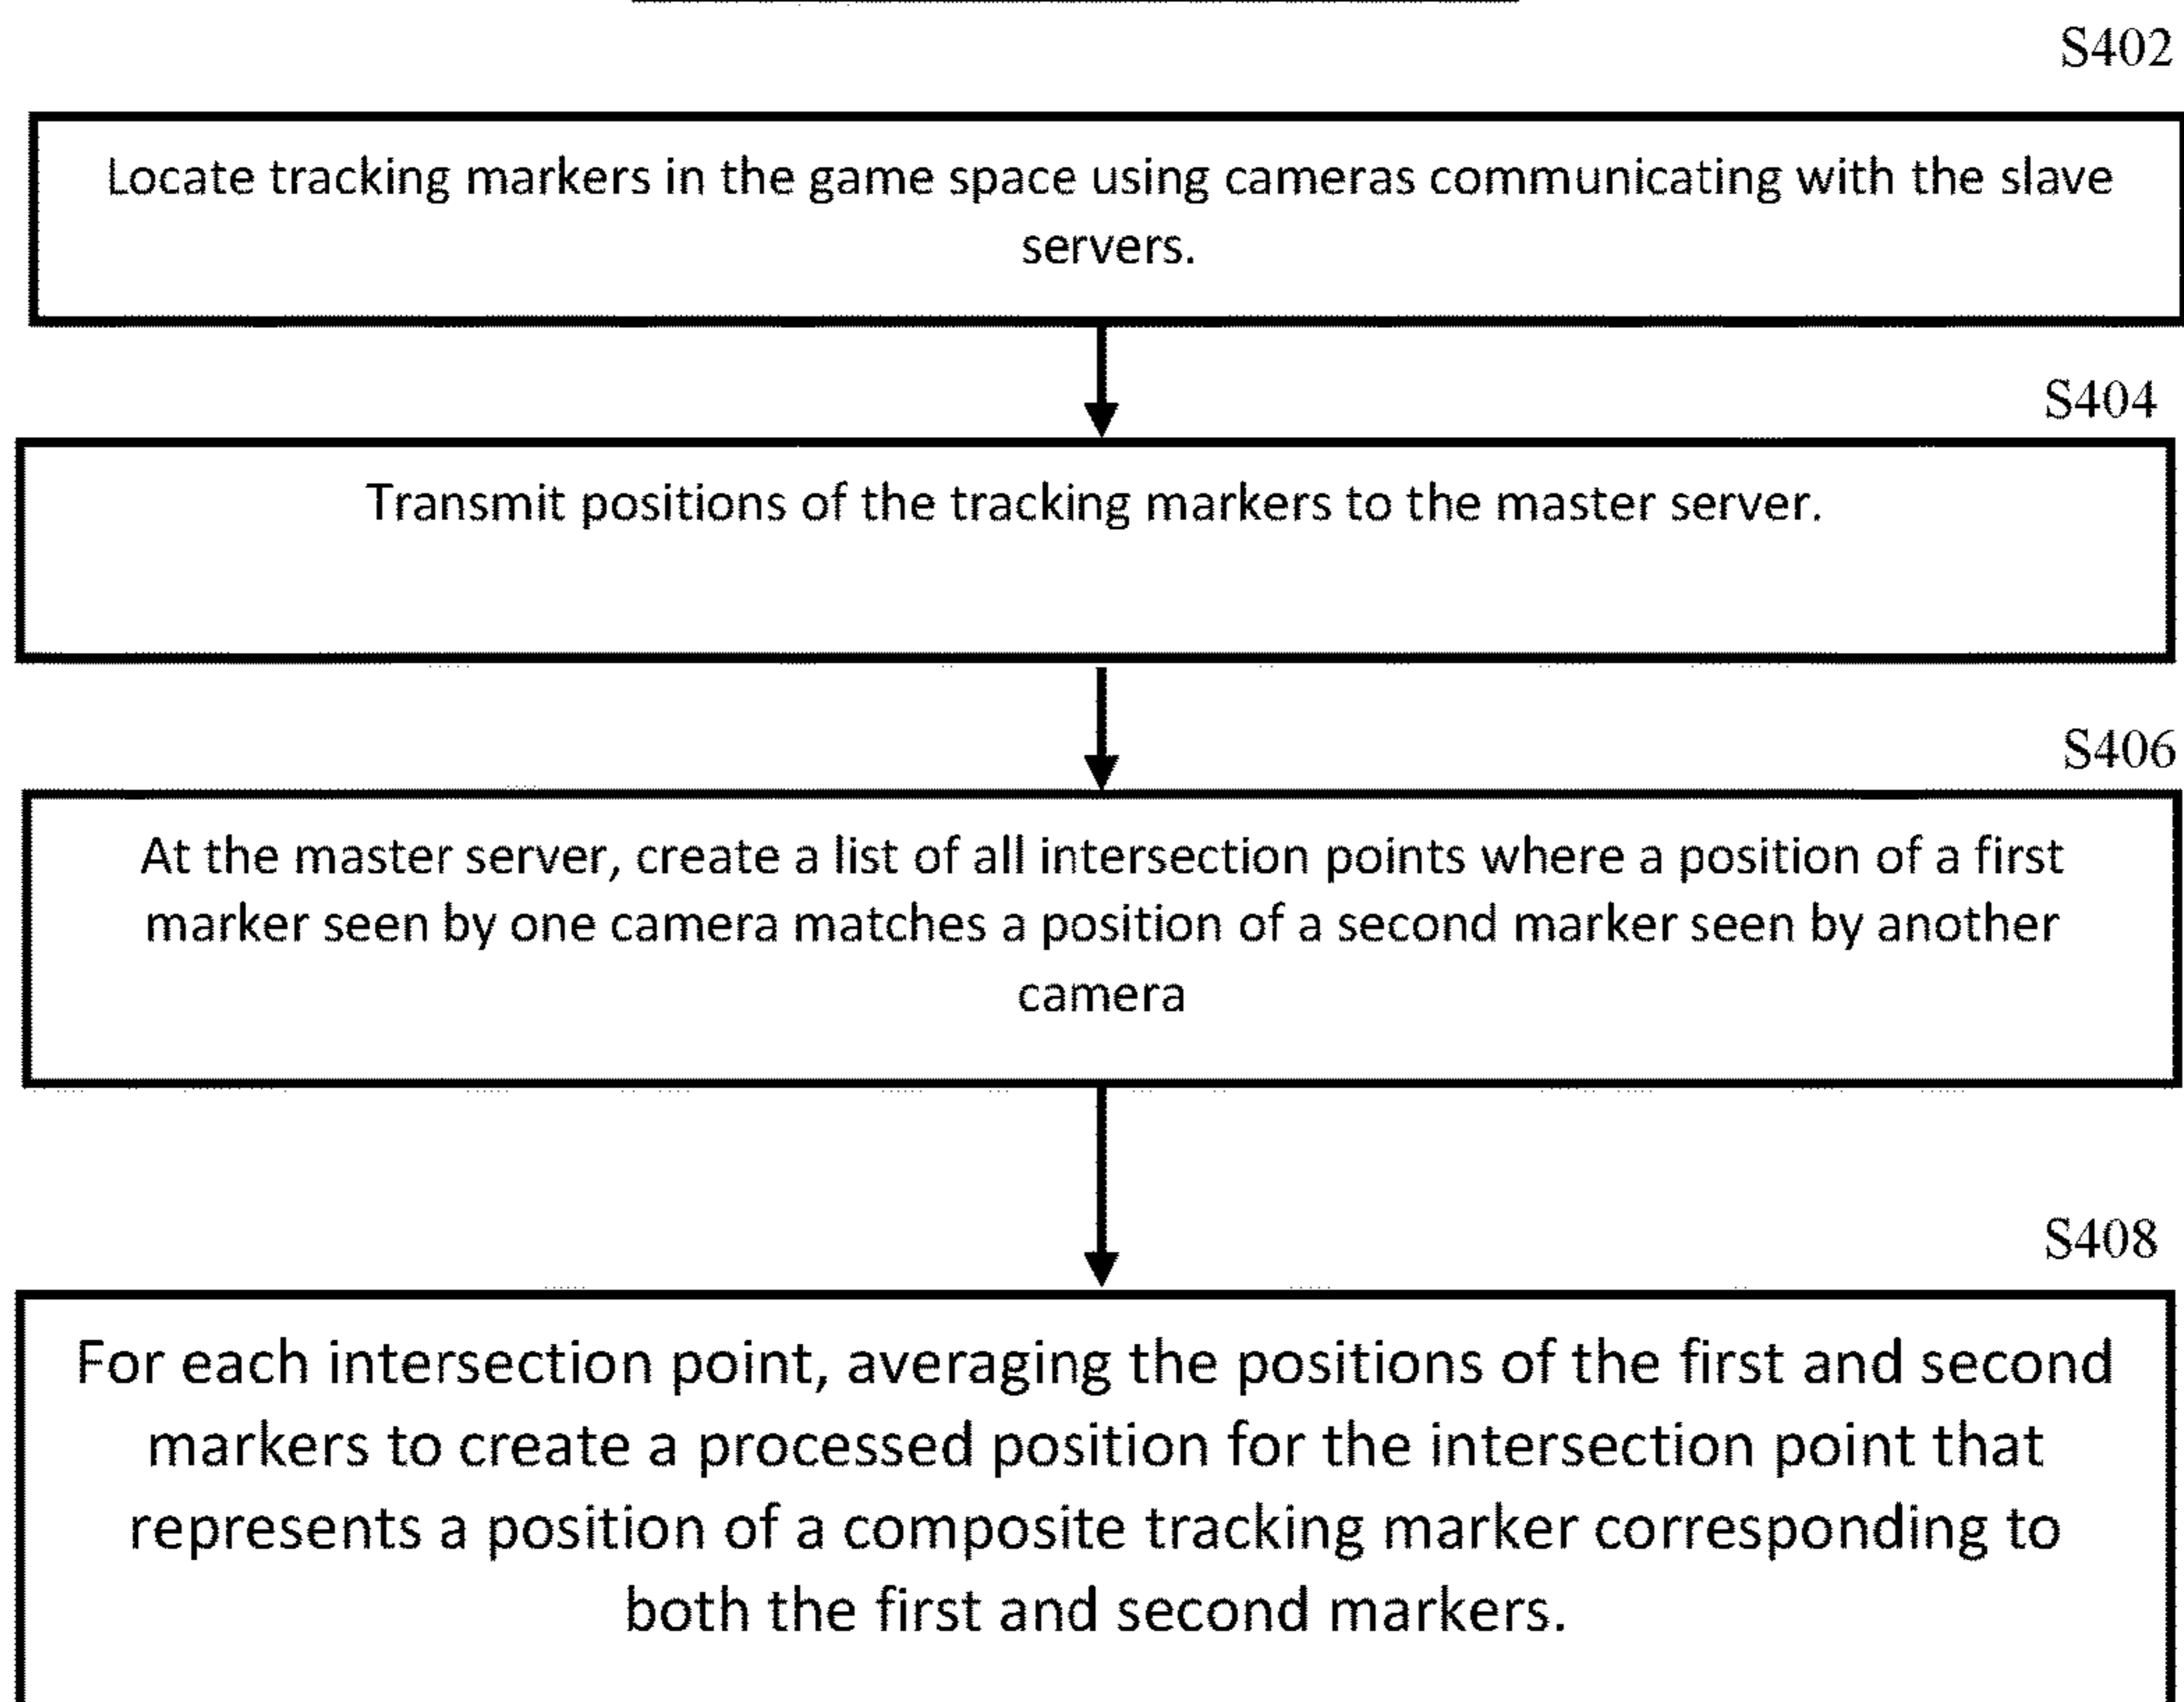 S402
Locate tracking markers in the game space using cameras communicating with the slave
servers.
S404
Transmit positions of the tracking markers to the master server.
S406
At the master server, create a list of all intersection points where a position of a first
marker seen by one camera matches a position of a second marker seen by another
camera
S408
For each intersection point, averaging the positions of the first and second
markers to create a processed position for the intersection point that
represents a position of a composite tracking marker corresponding to
both the first and second markers.